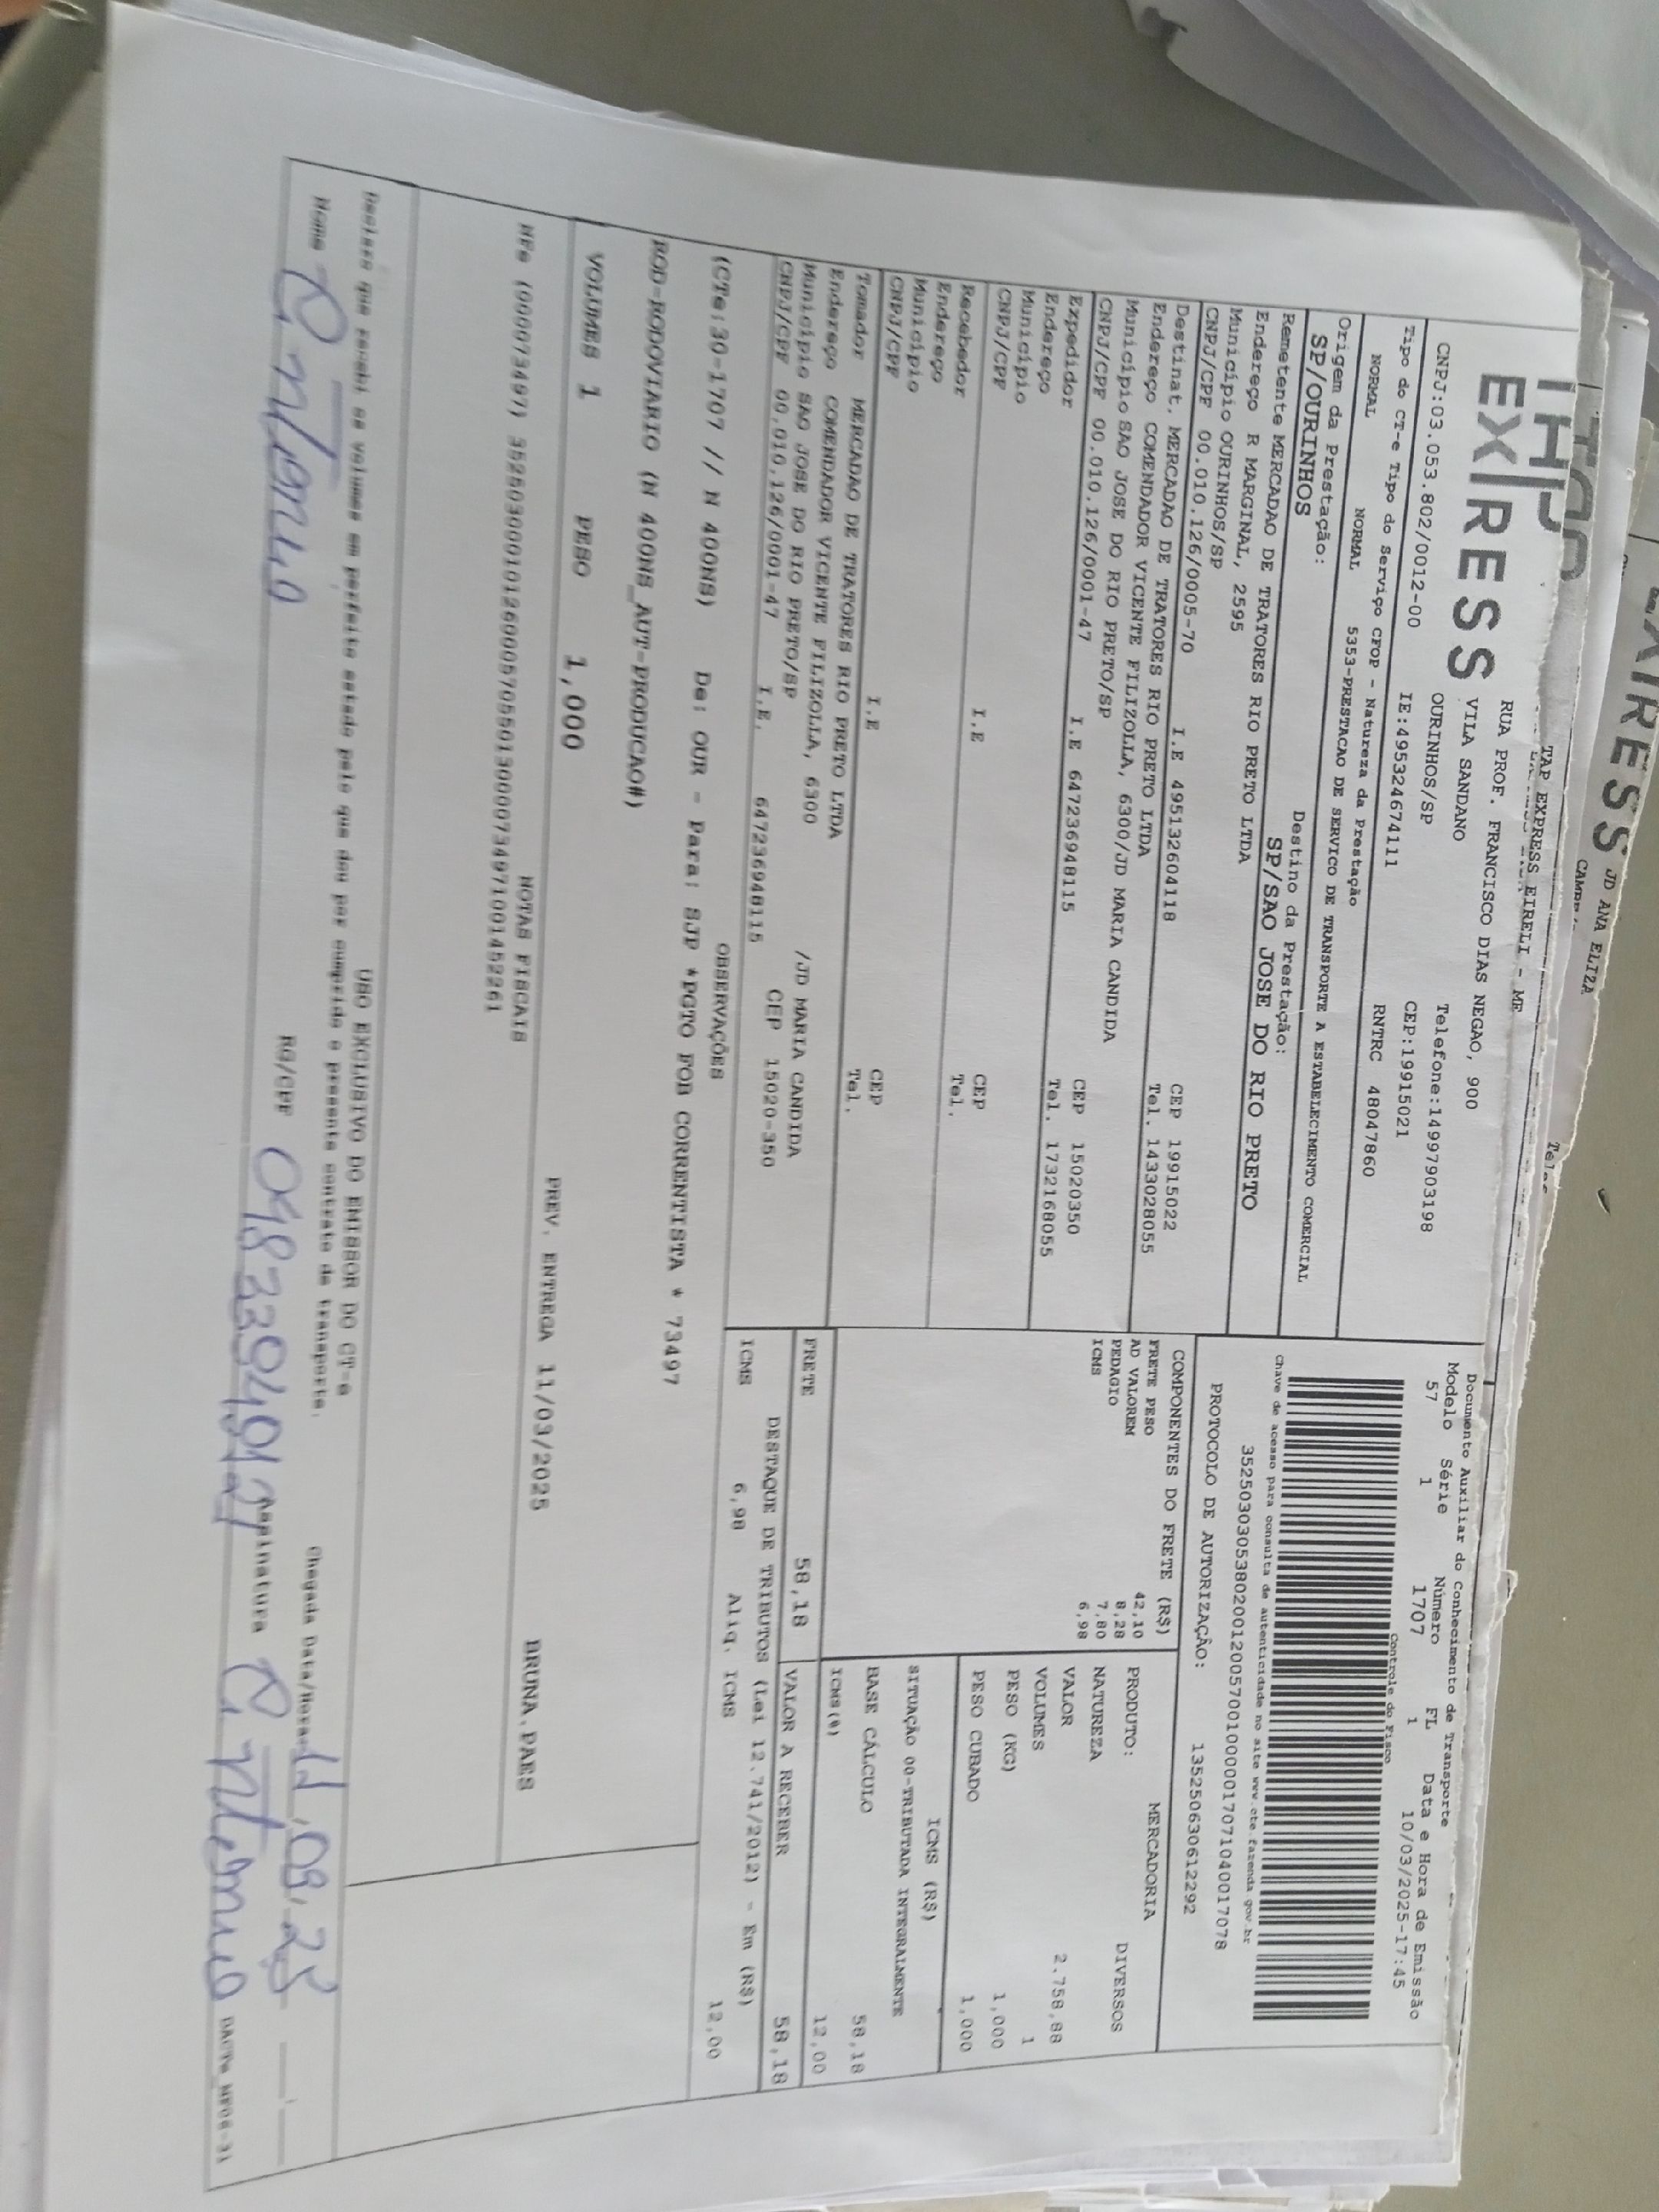 EXPRESS JD ANA ELIZA
TAP EXPRESS EIRELI - ME
EXPRESS
RUA PROF. FRANCISCO DIAS NEGAO, 900
VILA SANDANO
OURINHOS/SP Telefone:14997903198
CNPJ:03.053.802/0012-00 IE:495324674111 CEP:19915021
RNTRC 48047860
Tipo do CT-e Tipo do Serviço CFOP - Natureza da Prestação
NORMAL NORMAL 5353-PRESTACAO DE SERVICO DE TRANSPORTE A ESTABELECIMENTO COMERCIAL
Origem da Prestação: Destino da Prestação:
SP/OURINHOS SP/SAO JOSE DO RIO PRETO
Documento Auxiliar do Conhecimento de Transporte
Modelo Série Número FL Data e Hora de Emissão
57 1 1707 1 10/03/2025-17:45
Controle do Fisco
Chave de acesso para consulta de autenticidade no site www.cte.fazenda.gov.br
35250303053802001200570010000017071040017078
PROTOCOLO DE AUTORIZAÇÃO: 135250630612292
Remetente MERCADAO DE TRATORES RIO PRETO LTDA
Endereço R MARGINAL, 2595
Município OURINHOS/SP CEP 19915022
CNPJ/CPF 00.010.126/0005-70 I.E 495132604118 Tel. 1433028055
Destinat. MERCADAO DE TRATORES RIO PRETO LTDA
Endereço COMENDADOR VICENTE FILIZOLLA, 6300/JD MARIA CANDIDA
Município SAO JOSE DO RIO PRETO/SP CEP 15020350
CNPJ/CPF 00.010.126/0001-47 I.E 647236948115 Tel. 1732168055
Expedidor
Endereço
Município CEP
CNPJ/CPF I.E Tel.
Recebedor
Endereço
Município CEP
CNPJ/CPF I.E Tel.
Tomador MERCADAO DE TRATORES RIO PRETO LTDA
Endereço COMENDADOR VICENTE FILIZOLLA, 6300 /JD MARIA CANDIDA
Município SAO JOSE DO RIO PRETO/SP CEP 15020-350
CNPJ/CPF 00.010.126/0001-47 I.E. 647236948115
COMPONENTES DO FRETE (R$)
FRETE PESO 42,10
AD VALOREM 8,28
PEDAGIO 7,80
ICMS 6,98
MERCADORIA
PRODUTO: DIVERSOS
NATUREZA
VALOR 2.758,88
VOLUMES 1
PESO (KG) 1,000
PESO CUBADO 1,000
ICMS (R$)
SITUAÇÃO 00-TRIBUTADA INTEGRALMENTE
BASE CÁLCULO 58,18
ICMS(%) 12,00
FRETE 58,18 VALOR A RECEBER 58,18
DESTAQUE DE TRIBUTOS (Lei 12.741/2012) - Em (R$)
ICMS 6,98 Aliq. ICMS 12,00
OBSERVAÇÕES
(CTe:30-1707 // N 400NS) De: OUR - Para: SJP *PGTO FOB CORRENTISTA * 73497
ROD-RODOVIARIO (N 400NS_AUT-PRODUCAO#)
VOLUMES 1 PESO 1,000 PREV. ENTREGA 11/03/2025 BRUNA.PAES
NOTAS FISCAIS
NFe (000073497) 35250300010126000570550130000734971001452261
USO EXCLUSIVO DO EMISSOR DO CT-e
Declaro que recebi os volumes em perfeito estado pelo que dou por cumprido o presente contrato de transporte.
Chegada Data/Hora
Nome RG/CPF Assinatura